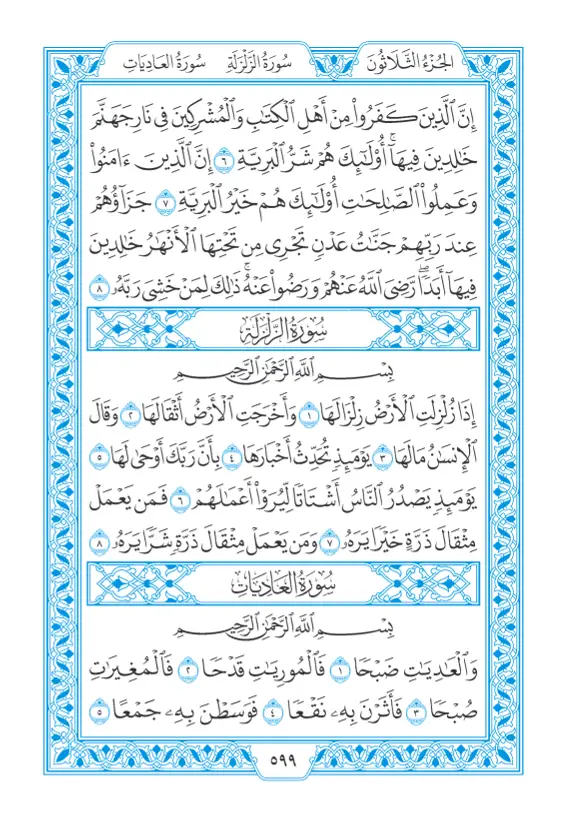 الجُزْءُ الثَّلَاثُونَ سُورَةُ الزَّلْزَلَةِ سُورَةُ العَادِيَاتِ
إِنَّ ٱلَّذِينَ كَفَرُوا۟ مِنْ أَهْلِ ٱلْكِتَٰبِ وَٱلْمُشْرِكِينَ فِى نَارِ جَهَنَّمَ
خَٰلِدِينَ فِيهَآ ۚ أُو۟لَٰٓئِكَ هُمْ شَرُّ ٱلْبَرِيَّةِ ٦ إِنَّ ٱلَّذِينَ ءَامَنُوا۟
وَعَمِلُوا۟ ٱلصَّٰلِحَٰتِ أُو۟لَٰٓئِكَ هُمْ خَيْرُ ٱلْبَرِيَّةِ ٧ جَزَآؤُهُمْ
عِندَ رَبِّهِمْ جَنَّٰتُ عَدْنٍ تَجْرِى مِن تَحْتِهَا ٱلْأَنْهَٰرُ خَٰلِدِينَ
فِيهَآ أَبَدًا ۖ رَّضِىَ ٱللَّهُ عَنْهُمْ وَرَضُوا۟ عَنْهُ ۚ ذَٰلِكَ لِمَنْ خَشِىَ رَبَّهُۥ ٨
سُورَةُ الزَّلْزَلَةِ
بِسْمِ ٱللَّهِ ٱلرَّحْمَٰنِ ٱلرَّحِيمِ
إِذَا زُلْزِلَتِ ٱلْأَرْضُ زِلْزَالَهَا ١ وَأَخْرَجَتِ ٱلْأَرْضُ أَثْقَالَهَا ٢ وَقَالَ
ٱلْإِنسَٰنُ مَا لَهَا ٣ يَوْمَئِذٍ تُحَدِّثُ أَخْبَارَهَا ٤ بِأَنَّ رَبَّكَ أَوْحَىٰ لَهَا ٥
يَوْمَئِذٍ يَصْدُرُ ٱلنَّاسُ أَشْتَاتًا لِّيُرَوْا۟ أَعْمَٰلَهُمْ ٦ فَمَن يَعْمَلْ
مِثْقَالَ ذَرَّةٍ خَيْرًا يَرَهُۥ ٧ وَمَن يَعْمَلْ مِثْقَالَ ذَرَّةٍ شَرًّا يَرَهُۥ ٨
سُورَةُ العَادِيَاتِ
بِسْمِ ٱللَّهِ ٱلرَّحْمَٰنِ ٱلرَّحِيمِ
وَٱلْعَٰدِيَٰتِ ضَبْحًا ١ فَٱلْمُورِيَٰتِ قَدْحًا ٢ فَٱلْمُغِيرَٰتِ
صُبْحًا ٣ فَأَثَرْنَ بِهِۦ نَقْعًا ٤ فَوَسَطْنَ بِهِۦ جَمْعًا ٥
٥٩٩